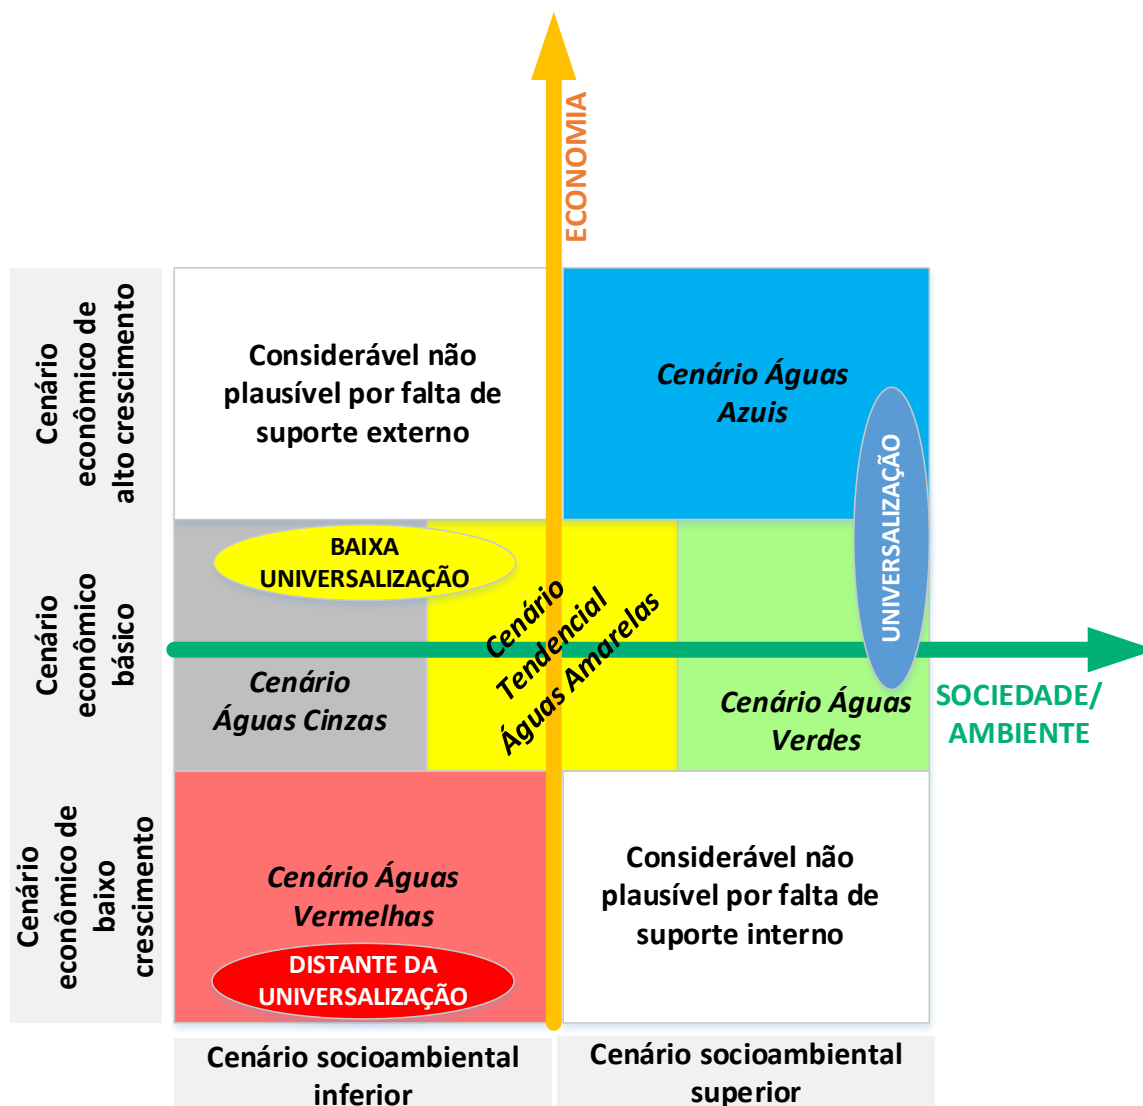 ECONOMIA
Cenário
econômico de
alto crescimento
Considerável não
plausível por falta de
suporte externo
Cenário Águas
Azuis
UNIVERSALIZAÇÃO
Cenário
econômico
básico
BAIXA
UNIVERSALIZAÇÃO
Cenário
Águas Cinzas
Cenário
Tendencial
Águas Amarelas
Cenário Águas
Verdes
SOCIEDADE/
AMBIENTE
Cenário
econômico de
baixo
crescimento
Cenário Águas
Vermelhas
DISTANTE DA
UNIVERSALIZAÇÃO
Considerável não
plausível por falta de
suporte interno
Cenário socioambiental
inferior
Cenário socioambiental
superior